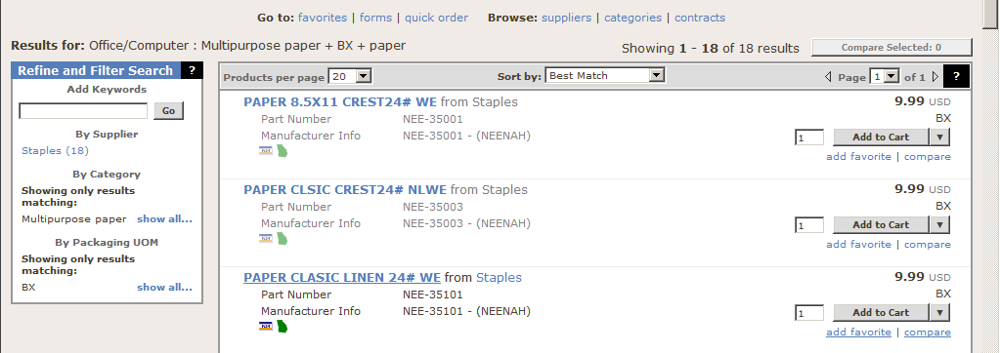 Go to: favorites | forms | quick order Browse: suppliers | categories | contracts
Results for: Office/Computer : Multipurpose paper + BX + paper
Showing 1 - 18 of 18 results
Compare Selected: 0
Refine and Filter Search ?
Add Keywords
Go
By Supplier
Staples (18)
By Category
Showing only results
matching:
Multipurpose paper show all...
By Packaging UOM
Showing only results
matching:
BX show all...
Products per page 20 Sort by: Best Match Page 1 of 1 ?
PAPER 8.5X11 CREST24# WE from Staples 9.99 USD
Part Number NEE-35001 BX
Manufacturer Info NEE-35001 - (NEENAH) 1 Add to Cart
add favorite | compare
PAPER CLSIC CREST24# NLWE from Staples 9.99 USD
Part Number NEE-35003 BX
Manufacturer Info NEE-35003 - (NEENAH) 1 Add to Cart
add favorite | compare
PAPER CLASIC LINEN 24# WE from Staples 9.99 USD
Part Number NEE-35101 BX
Manufacturer Info NEE-35101 - (NEENAH) 1 Add to Cart
add favorite | compare